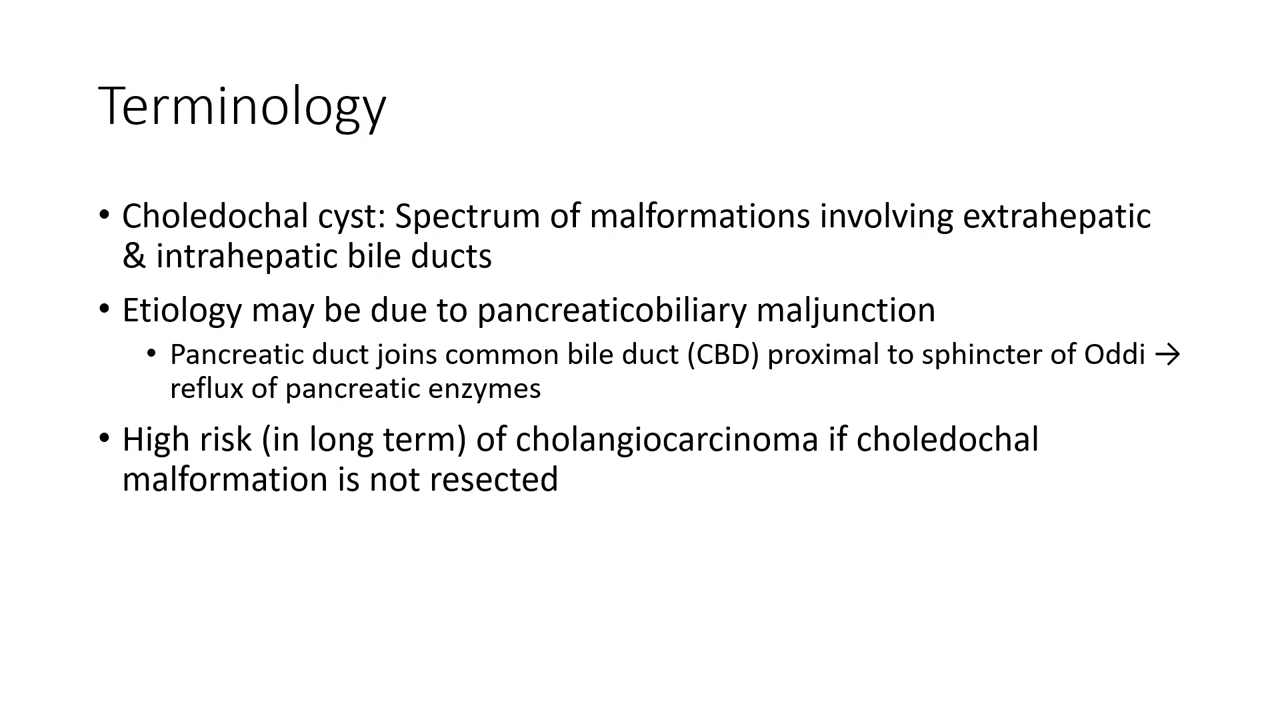 Terminology
• Choledochal cyst: Spectrum of malformations involving extrahepatic
& intrahepatic bile ducts
• Etiology may be due to pancreaticobiliary maljunction
• Pancreatic duct joins common bile duct (CBD) proximal to sphincter of Oddi →
reflux of pancreatic enzymes
• High risk (in long term) of cholangiocarcinoma if choledochal
malformation is not resected